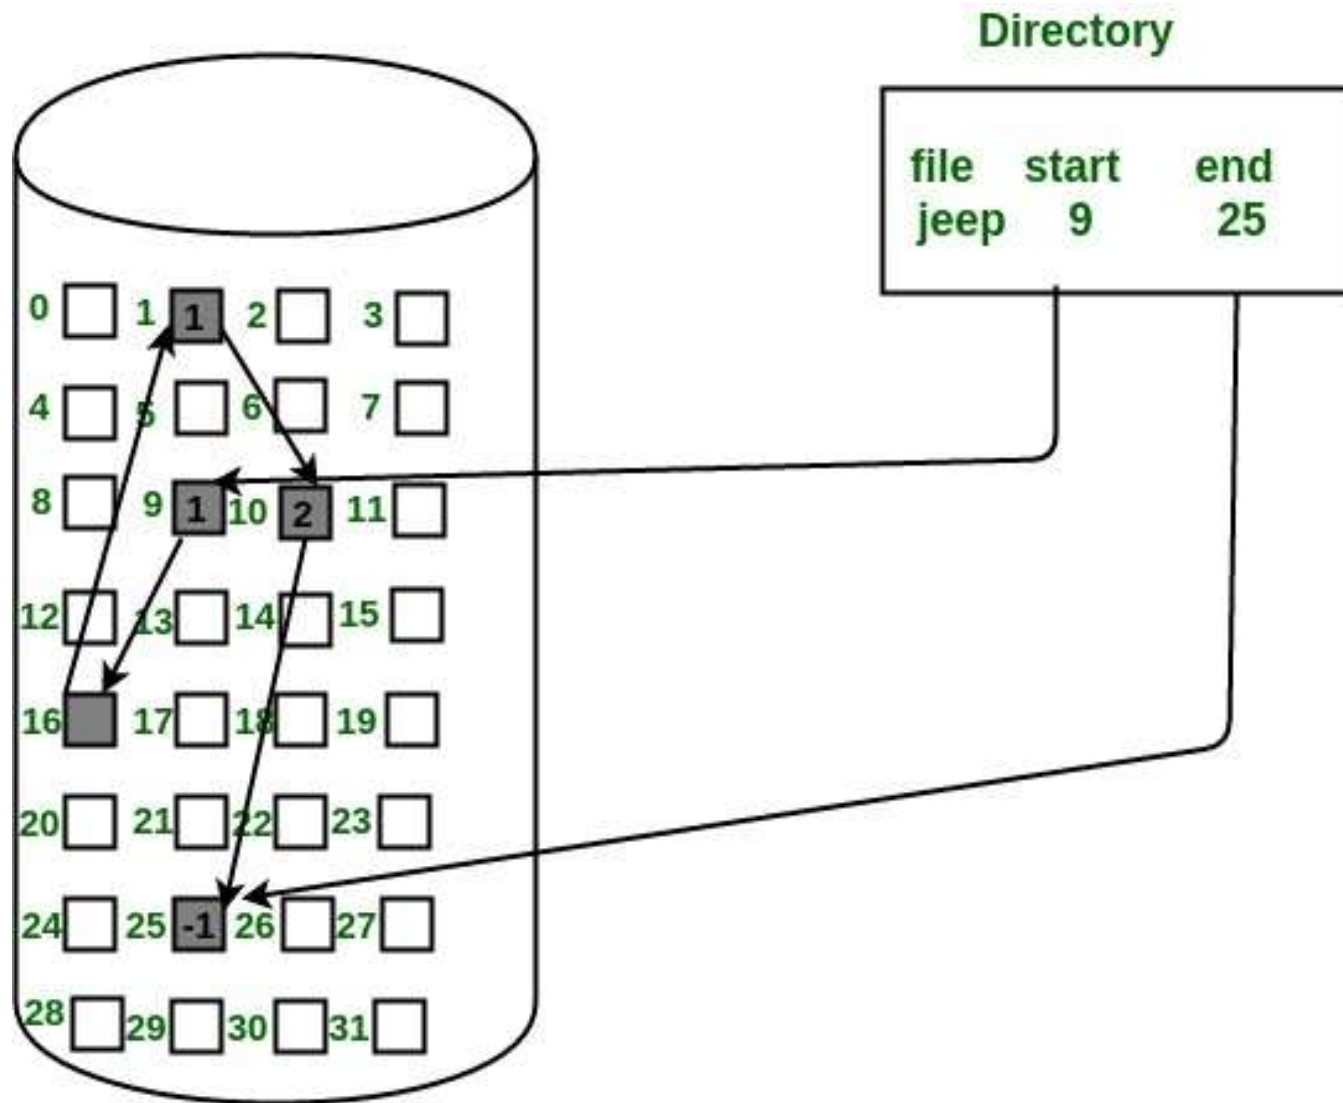 Directory
file start end
jeep 9 25
0 1 1 2 3
4 5 6 7
8 9 1 10 2 11
12 13 14 15
16 17 18 19
20 21 22 23
24 25 -1 26 27
28 29 30 31